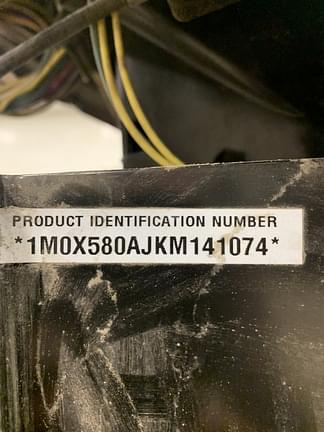 PRODUCT IDENTIFICATION NUMBER
*1M0X580AJKM141074*